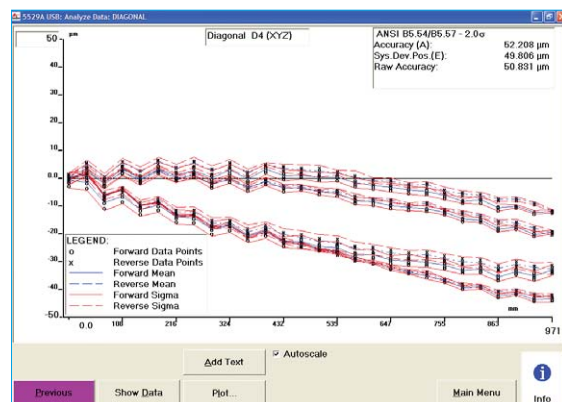 5529A USB: Analyze Data: DIAGONAL
µm
Diagonal D4 (XYZ)
ANSI B5.54/B5.57 - 2.0σ
Accuracy (A): 52.208 µm
Sys.Dev.Pos.(E): 49.806 µm
Raw Accuracy: 50.831 µm
50
40
30
20
10
0.0
-10
-20
-30
-40
-50
LEGEND:
o Forward Data Points
x Reverse Data Points
Forward Mean
Reverse Mean
Forward Sigma
Reverse Sigma
mm
0.0 108 216 324 432 539 647 755 863 971
Add Text
Autoscale
Previous
Show Data
Plot...
Main Menu
i
Info